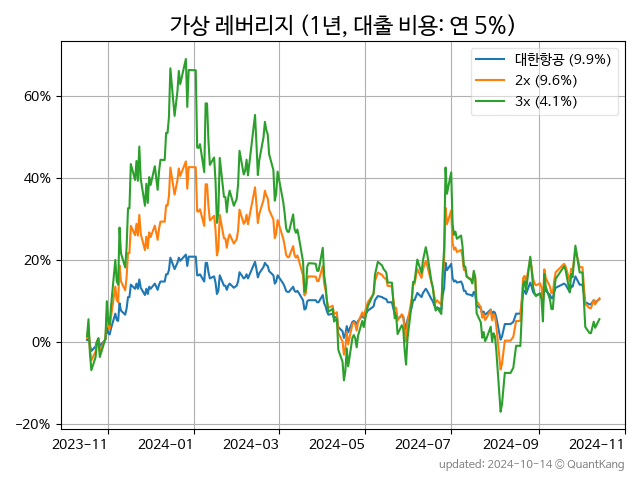 가상 레버리지 (1년, 대출 비용: 연 5%)
대한항공 (9.9%)
2x (9.6%)
3x (4.1%)
60%
40%
20%
0%
−20%
2023-11
2024-01
2024-03
2024-05
2024-07
2024-09
2024-11
updated: 2024-10-14 © QuantKang